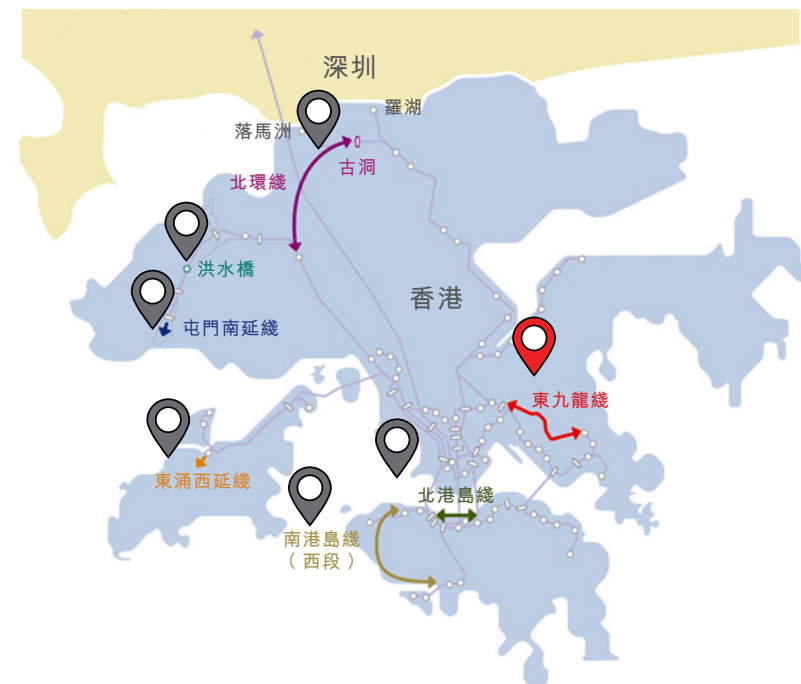 深圳
羅湖
落馬洲
古洞
北環綫
洪水橋
香港
屯門南延綫
東九龍綫
東涌西延綫
北港島綫
南港島綫
（西段）